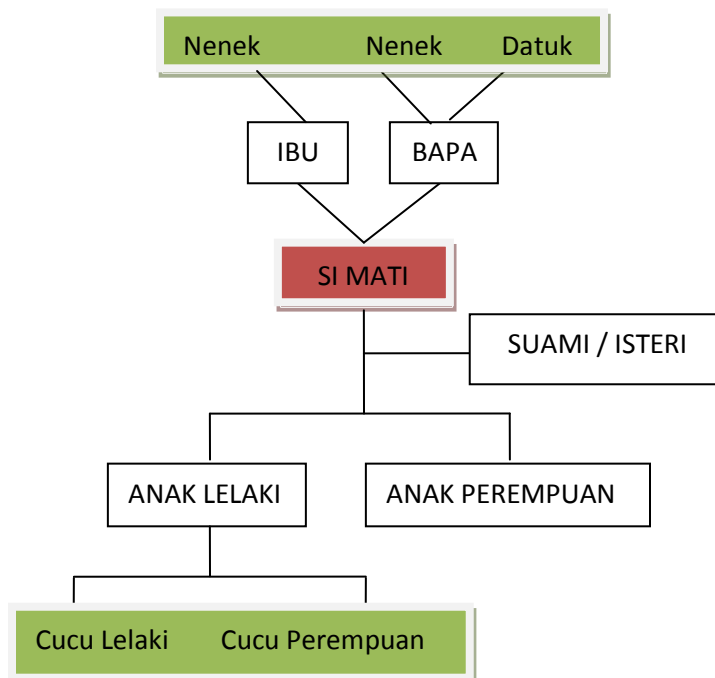 Nenek Nenek Datuk
IBU BAPA
SI MATI
SUAMI / ISTERI
ANAK LELAKI ANAK PEREMPUAN
Cucu Lelaki Cucu Perempuan